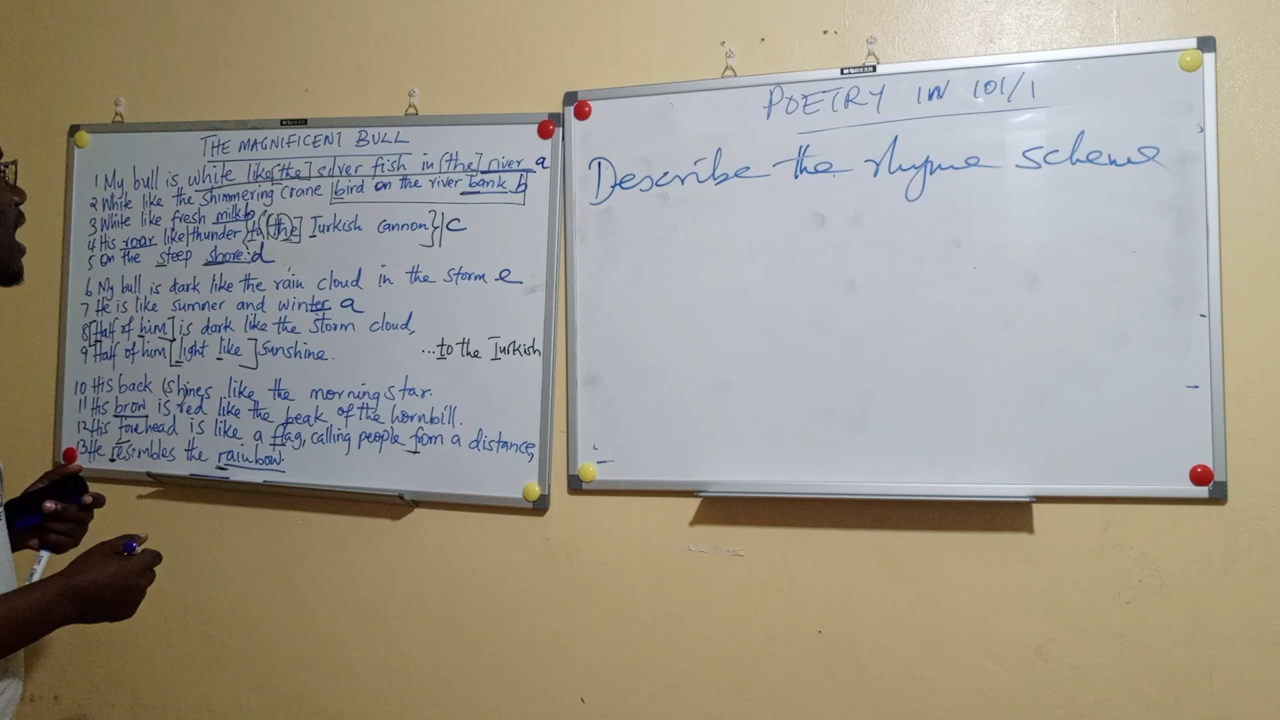 THE MAGNIFICENT BULL
1 My bull is white like [the] silver fish in [the] river a
2 White like the shimmering crane bird on the river bank b
3 White like fresh milk b
4 His roar like thunder to [the] Turkish cannon c
5 On the steep shore d
6 My bull is dark like the rain cloud in the storm e
7 He is like summer and winter a
8 [Half of him] is dark like the storm cloud,
9 Half of him [light like] sunshine.
...to the Turkish
10 His back shines like the morning star.
11 His brow is red like the beak of the hornbill.
12 His forehead is like a flag, calling people from a distance,
13 He resembles the rainbow.
POETRY IN 101/1
Describe the rhyme scheme